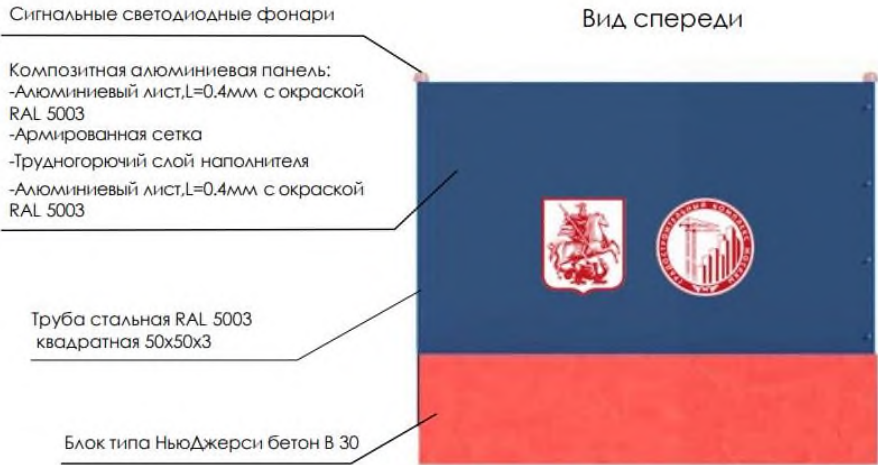 Сигнальные светодиодные фонари
Вид спереди
Композитная алюминиевая панель:
-Алюминиевый лист,L=0.4мм с окраской
RAL 5003
-Армированная сетка
-Трудногорючий слой наполнителя
-Алюминиевый лист,L=0.4мм с окраской
RAL 5003
Труба стальная RAL 5003
квадратная 50х50х3
Блок типа НьюДжерси бетон В 30